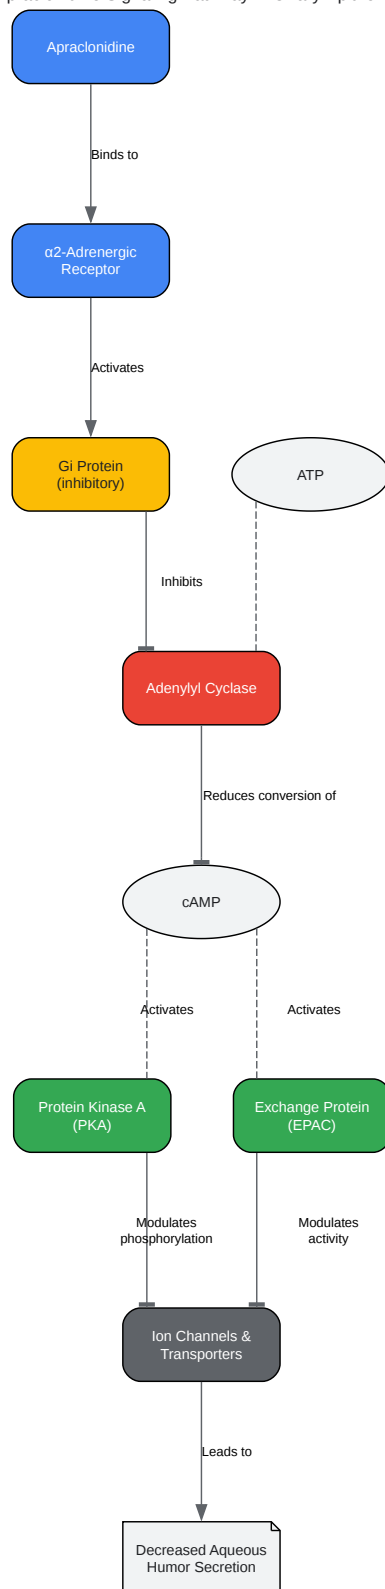 Apraclonidine
Binds to
α2-Adrenergic
Receptor
Activates
Gi Protein
(inhibitory)
ATP
Inhibits
Adenylyl Cyclase
Reduces conversion of
cAMP
Activates
Activates
Protein Kinase A
(PKA)
Exchange Protein
(EPAC)
Modulates
phosphorylation
Modulates
activity
Ion Channels &
Transporters
Leads to
Decreased Aqueous
Humor Secretion